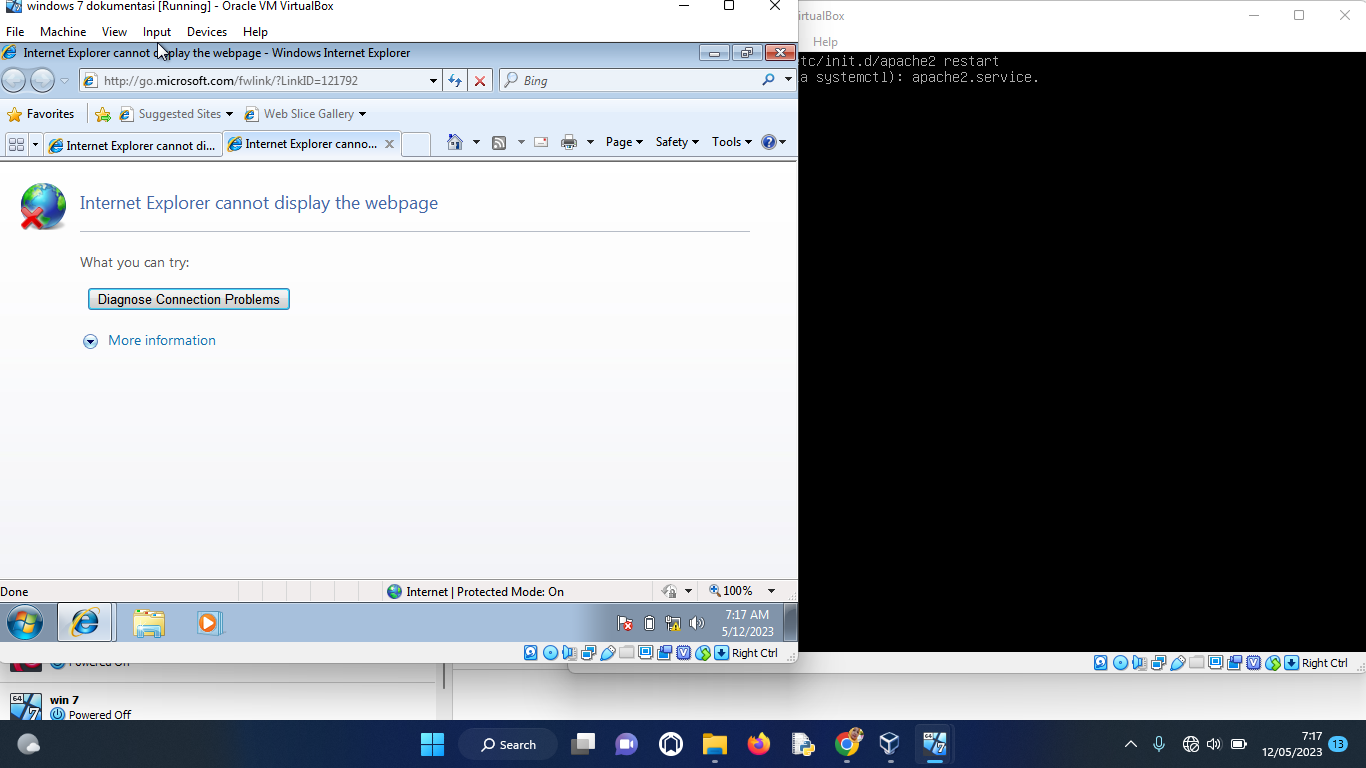 windows 7 dokumentasi [Running] - Oracle VM VirtualBox
File Machine View Input Devices Help
Internet Explorer cannot display the webpage - Windows Internet Explorer
http://go.microsoft.com/fwlink/?LinkID=121792
Bing
Favorites Suggested Sites Web Slice Gallery
Internet Explorer cannot di...
Internet Explorer canno...
Page Safety Tools
Internet Explorer cannot display the webpage
What you can try:
Diagnose Connection Problems
More information
Done
Internet | Protected Mode: On
100%
7:17 AM
5/12/2023
Right Ctrl
irtualBox
Help
etc/init.d/apache2 restart
a systemctl): apache2.service.
Right Ctrl
Powered Off
64
win 7
Powered Off
Search
64
7:17
12/05/2023
13